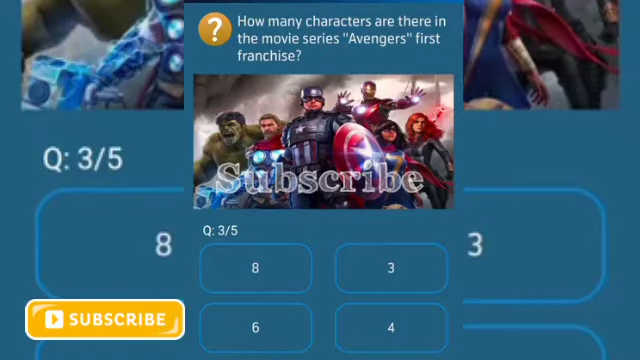 How many characters are there in
the movie series "Avengers" first
franchise?
Subscribe
Q: 3/5
Q: 3/5
8
3
8
3
6
4
SUBSCRIBE